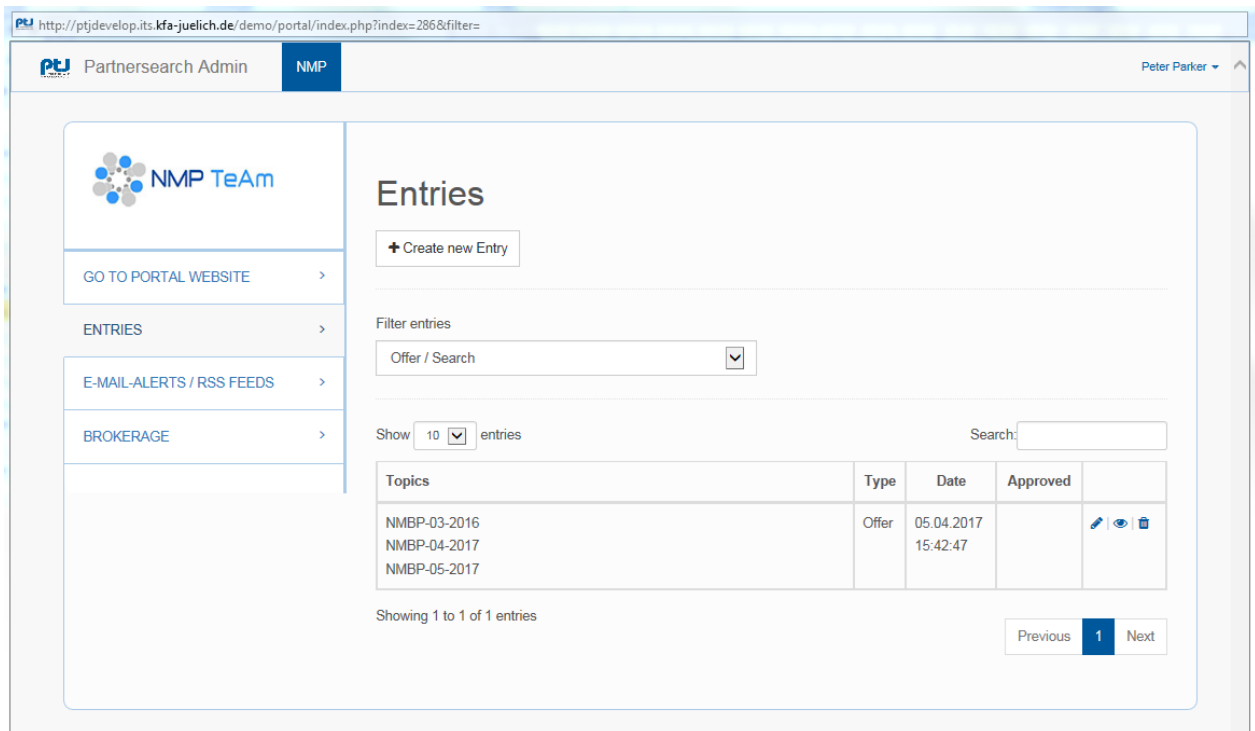 http://ptjdevelop.its.kfa-juelich.de/demo/portal/index.php?index=286&filter=
ptj Partnersearch Admin NMP Peter Parker
NMP TeAm
GO TO PORTAL WEBSITE
ENTRIES
E-MAIL-ALERTS / RSS FEEDS
BROKERAGE
Entries
+ Create new Entry
Filter entries
Offer / Search
Show 10 entries Search:
Topics Type Date Approved
NMBP-03-2016 Offer 05.04.2017
NMBP-04-2017 15:42:47
NMBP-05-2017
Showing 1 to 1 of 1 entries
Previous 1 Next